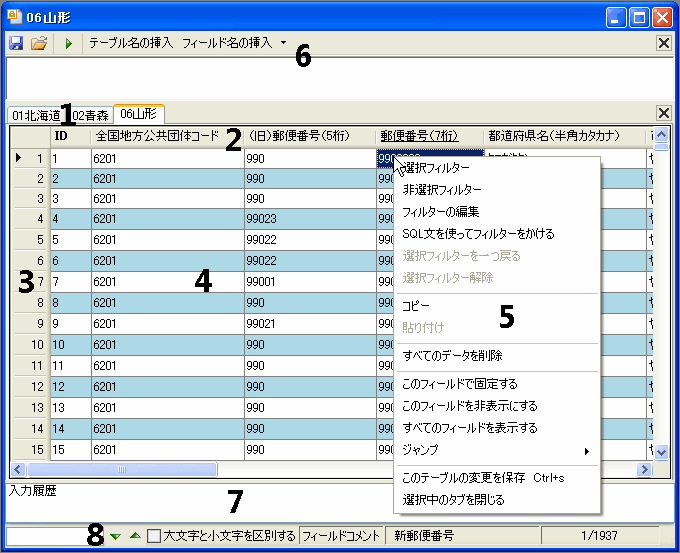 06山形
テーブル名の挿入 フィールド名の挿入
6
01北海道 02青森 06山形
1
ID 全国地方公共団体コード (旧)郵便番号(5桁) 郵便番号(7桁) 都道府県名(半角カタカナ)
2
1 1 6201 990
2 2 6201 990
3 3 6201 990
4 4 6201 99023
5 5 6201 99022
6 6 6201 99022
7 7 6201 99001
8 8 6201 990
9 9 6201 99021
10 10 6201 990
11 11 6201 990
12 12 6201 990
13 13 6201 990
14 14 6201 990
15 15 6201 990
3
4
選択フィルター
非選択フィルター
フィルターの編集
SQL文を使ってフィルターをかける
選択フィルターを一つ戻る
選択フィルター解除
コピー
5
貼り付け
すべてのデータを削除
このフィールドで固定する
このフィールドを非表示にする
すべてのフィールドを表示する
ジャンプ
このテーブルの変更を保存 Ctrl+s
選択中のタブを閉じる
入力履歴
7
8
大文字と小文字を区別する フィールドコメント 新郵便番号 1/1937